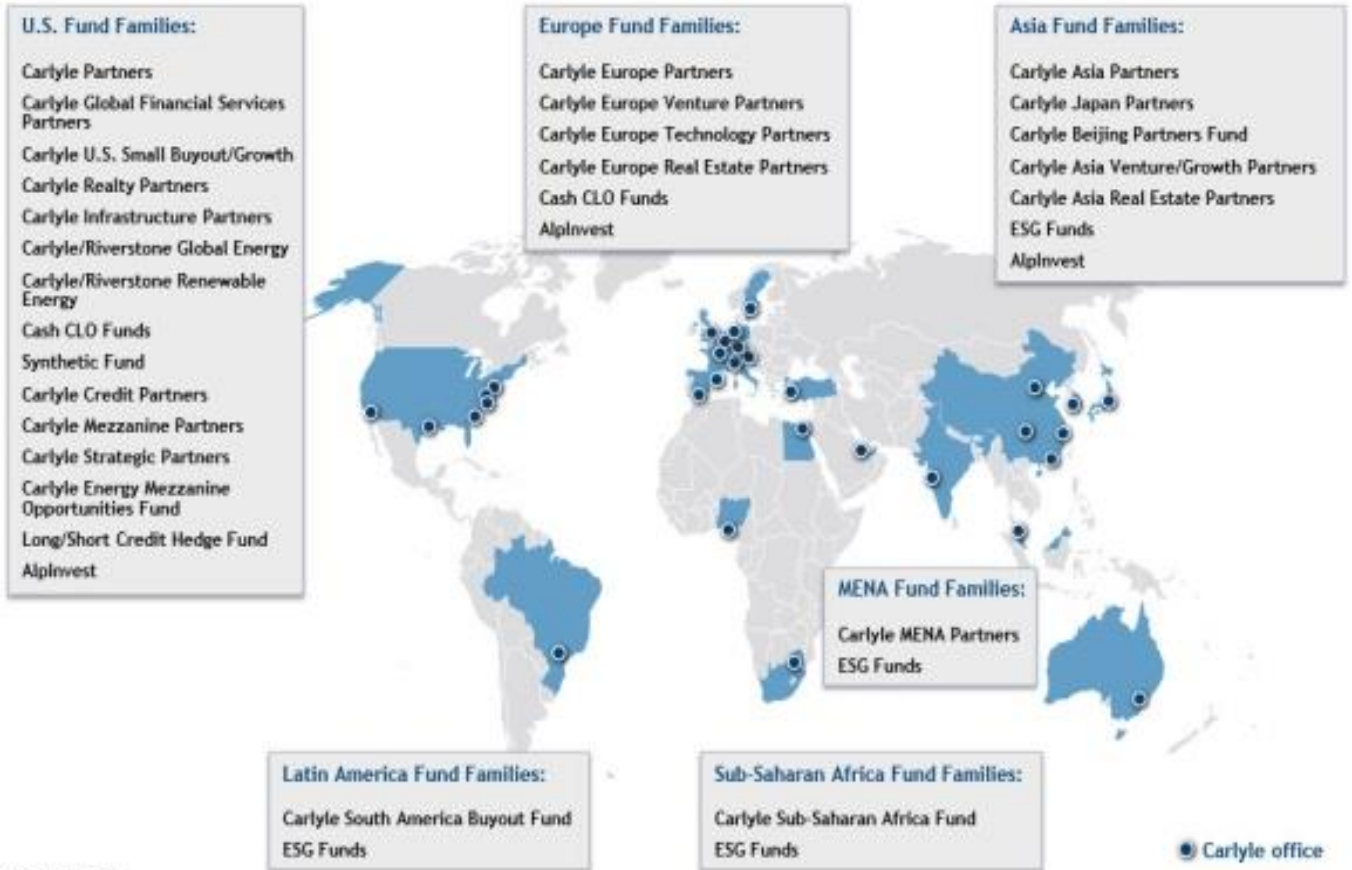 U.S. Fund Families:
Carlyle Partners
Carlyle Global Financial Services
Partners
Carlyle U.S. Small Buyout/Growth
Carlyle Realty Partners
Carlyle Infrastructure Partners
Carlyle/Riverstone Global Energy
Carlyle/Riverstone Renewable
Energy
Cash CLO Funds
Synthetic Fund
Carlyle Credit Partners
Carlyle Mezzanine Partners
Carlyle Strategic Partners
Carlyle Energy Mezzanine
Opportunities Fund
Long/Short Credit Hedge Fund
AlpInvest
Europe Fund Families:
Carlyle Europe Partners
Carlyle Europe Venture Partners
Carlyle Europe Technology Partners
Carlyle Europe Real Estate Partners
Cash CLO Funds
AlpInvest
Asia Fund Families:
Carlyle Asia Partners
Carlyle Japan Partners
Carlyle Beijing Partners Fund
Carlyle Asia Venture/Growth Partners
Carlyle Asia Real Estate Partners
ESG Funds
AlpInvest
MENA Fund Families:
Carlyle MENA Partners
ESG Funds
Latin America Fund Families:
Carlyle South America Buyout Fund
ESG Funds
Sub-Saharan Africa Fund Families:
Carlyle Sub-Saharan Africa Fund
ESG Funds
Carlyle office